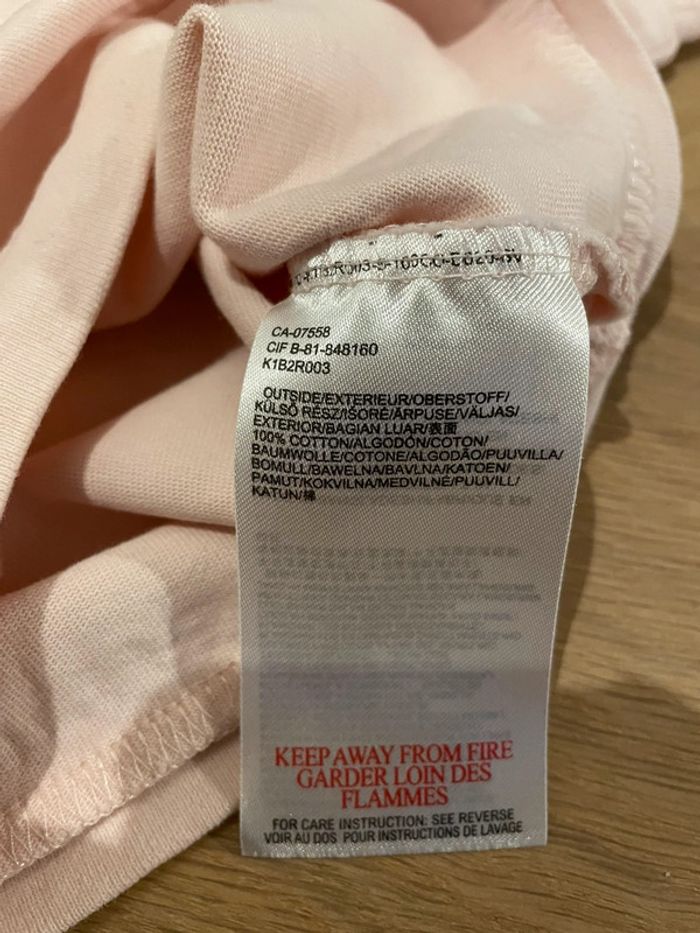 CA-07558
CIF B-81-848160
K1B2R003
OUTSIDE/EXTERIEUR/OBERSTOFF/
KÜLSŐ RÉSZ/IŠORĖ/ĀRPUSE/VÄLJAS/
EXTERIOR/BAGIAN LUAR/表面
100% COTTON/ALGODÓN/COTON/
BAUMWOLLE/COTONE/ALGODÃO/PUUVILLA/
BOMULL/BAWEŁNA/BAVLNA/KATOEN/
PAMUT/KOKVILNA/MEDVILNĖ/PUUVILL/
KATUN/棉
KEEP AWAY FROM FIRE
GARDER LOIN DES
FLAMMES
FOR CARE INSTRUCTION: SEE REVERSE
VOIR AU DOS POUR INSTRUCTIONS DE LAVAGE